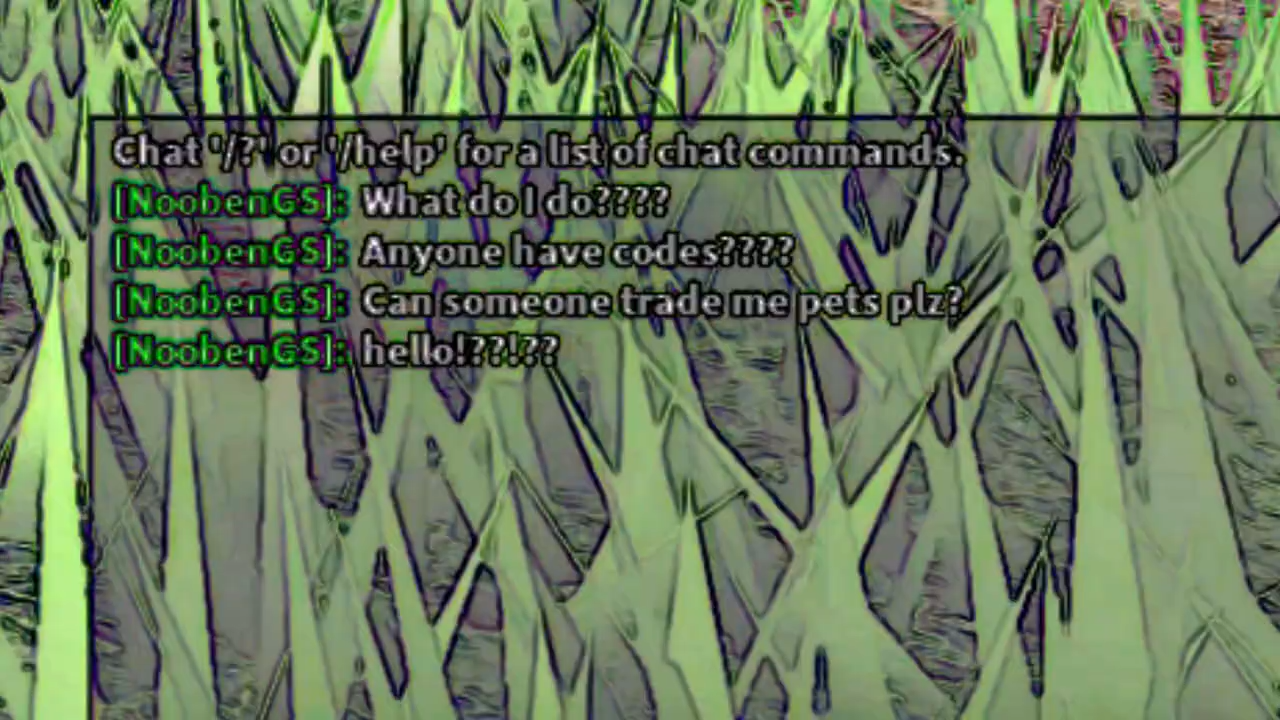 Chat '/?' or '/help' for a list of chat commands.
[NoobenGS]: What do I do????
[NoobenGS]: Anyone have codes????
[NoobenGS]: Can someone trade me pets plz?
[NoobenGS]: hello!??!??